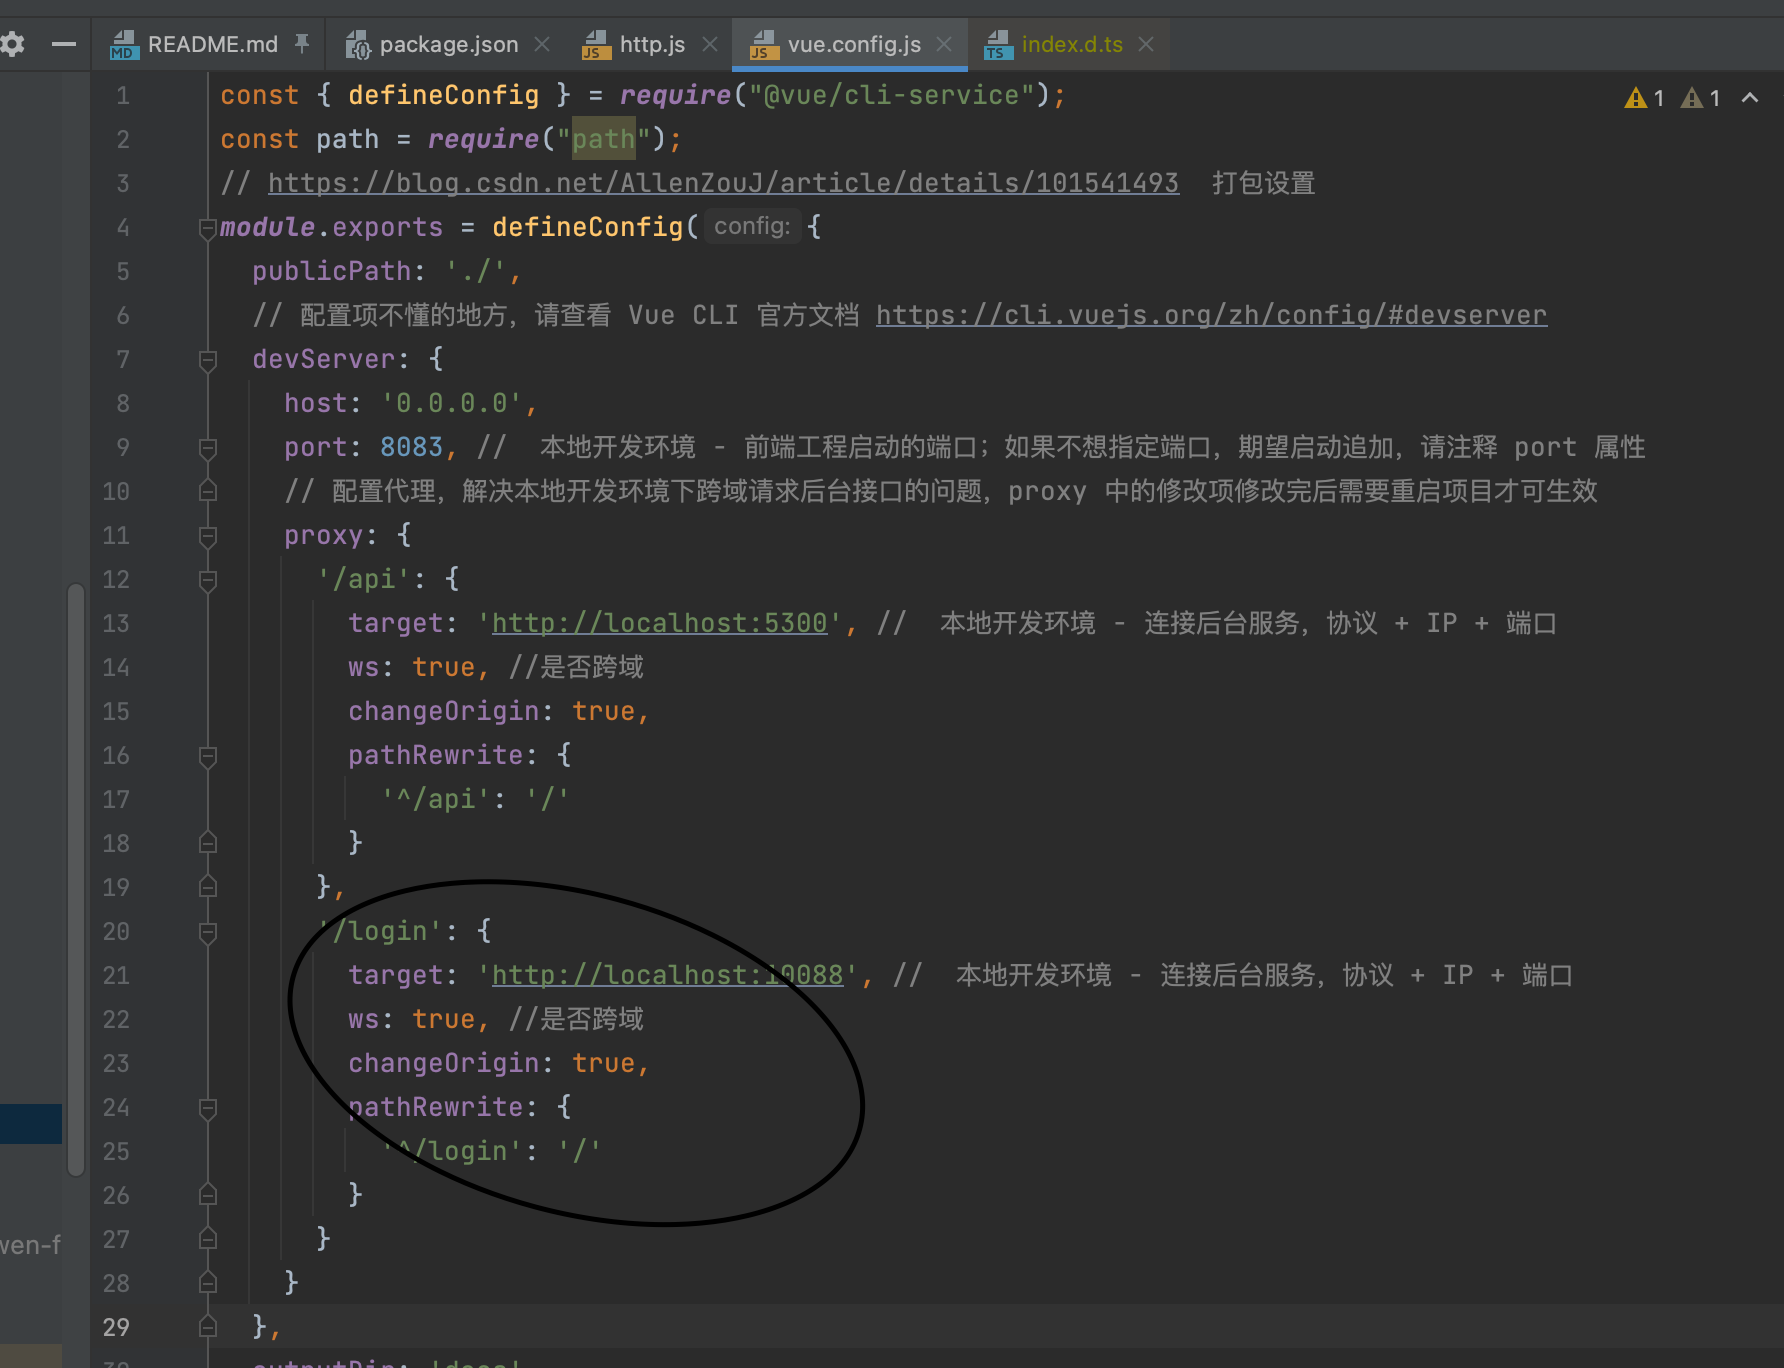 README.md package.json http.js vue.config.js index.d.ts
1 const { defineConfig } = require("@vue/cli-service"); 1 1
2 const path = require("path");
3 // https://blog.csdn.net/AllenZouJ/article/details/101541493 打包设置
4 module.exports = defineConfig( config: {
5 publicPath: './',
6 // 配置项不懂的地方，请查看 Vue CLI 官方文档 https://cli.vuejs.org/zh/config/#devserver
7 devServer: {
8 host: '0.0.0.0',
9 port: 8083, // 本地开发环境 - 前端工程启动的端口；如果不想指定端口，期望启动追加，请注释 port 属性
10 // 配置代理，解决本地开发环境下跨域请求后台接口的问题，proxy 中的修改项修改完后需要重启项目才可生效
11 proxy: {
12 '/api': {
13 target: 'http://localhost:5300', // 本地开发环境 - 连接后台服务，协议 + IP + 端口
14 ws: true, //是否跨域
15 changeOrigin: true,
16 pathRewrite: {
17 '^/api': '/'
18 }
19 },
20 '/login': {
21 target: 'http://localhost:10088', // 本地开发环境 - 连接后台服务，协议 + IP + 端口
22 ws: true, //是否跨域
23 changeOrigin: true,
24 pathRewrite: {
25 '^/login': '/'
26 }
27 }
wen-f
28 }
29 },